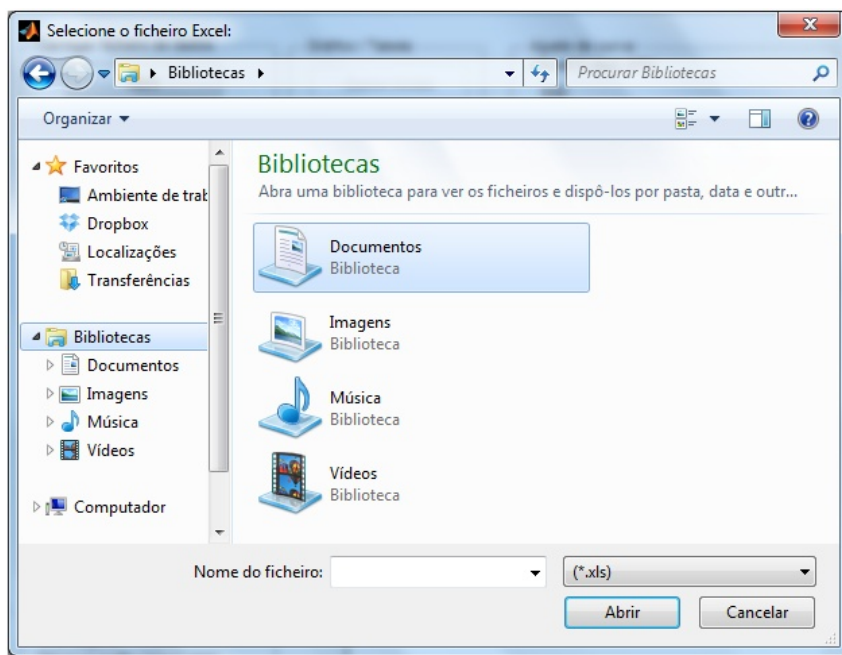 Selecione o ficheiro Excel:
Bibliotecas
Procurar Bibliotecas
Organizar
Favoritos
Ambiente de trab
Dropbox
Localizações
Transferências
Bibliotecas
Documentos
Imagens
Música
Vídeos
Computador
Bibliotecas
Abra uma biblioteca para ver os ficheiros e dispô-los por pasta, data e outr...
Documentos
Biblioteca
Imagens
Biblioteca
Música
Biblioteca
Vídeos
Biblioteca
Nome do ficheiro:
(*.xls)
Abrir
Cancelar